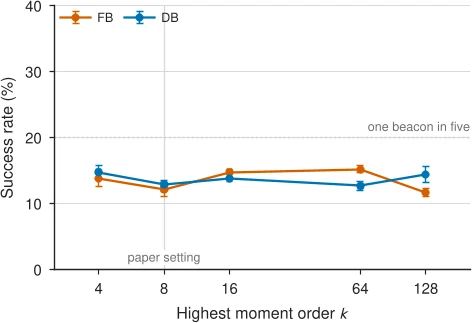 40
FB DB
30
Success rate (%)
20
one beacon in five
10
paper setting
0
4 8 16 64 128
Highest moment order k